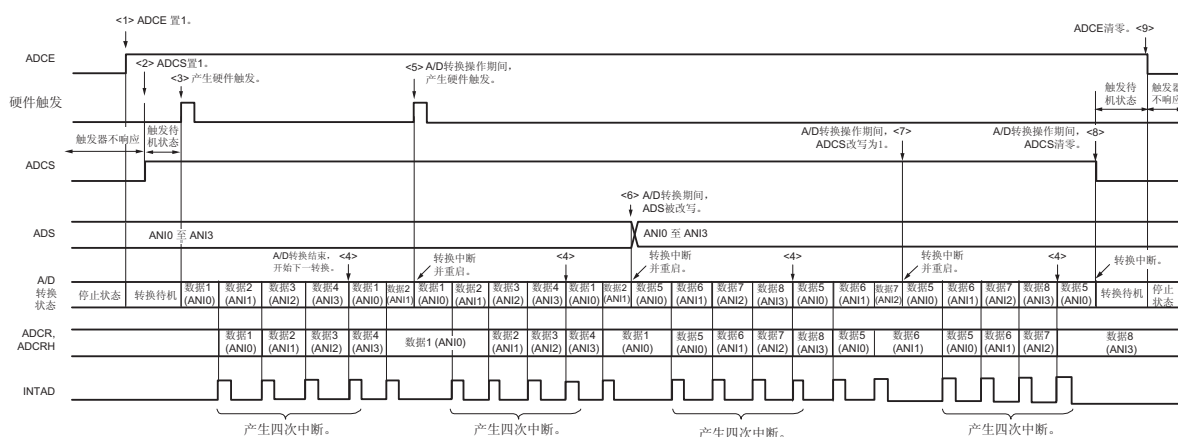 <1> ADCE 置1。
ADCE清零。<9>
ADCE
<2> ADCS置1。
<3> 产生硬件触发。
<5> A/D转换操作期间，
产生硬件触发。
硬件触发
触发器不响应
触发待
机状态
A/D转换操作期间，<7>
ADCS改写为1。
A/D转换操作期间，<8>
ADCS清零。
触发待
机状态
触发器
不响应
ADCS
<6> A/D转换期间，
ADS被改写。
ADS
ANI0 至 ANI3
ANI0 至 ANI3
A/D转换结束，<4>
开始下一转换。
转换中断
并重启。
<4>
转换中断
并重启。
<4>
转换中断
并重启。
<4>
转换中断。
A/D
转换
状态
停止状态
转换待机
数据1
(ANI0)
数据2
(ANI1)
数据3
(ANI2)
数据4
(ANI3)
数据1
(ANI0)
数据2
(ANI1)
数据1
(ANI0)
数据2
(ANI1)
数据3
(ANI2)
数据4
(ANI3)
数据1
(ANI0)
数据2
(ANI1)
数据5
(ANI0)
数据6
(ANI1)
数据7
(ANI2)
数据8
(ANI3)
数据5
(ANI0)
数据6
(ANI1)
数据7
(ANI2)
数据5
(ANI0)
数据6
(ANI1)
数据7
(ANI2)
数据8
(ANI3)
数据5
(ANI0)
转换待机
停止
状态
ADCR,
ADCRH
数据1
(ANI0)
数据2
(ANI1)
数据3
(ANI2)
数据4
(ANI3)
数据1 (ANI0)
数据2
(ANI1)
数据3
(ANI2)
数据4
(ANI3)
数据1
(ANI0)
数据5
(ANI0)
数据6
(ANI1)
数据7
(ANI2)
数据8
(ANI3)
数据5
(ANI0)
数据6
(ANI1)
数据5
(ANI0)
数据6
(ANI1)
数据7
(ANI2)
数据8
(ANI3)
INTAD
产生四次中断。
产生四次中断。
产生四次中断。
产生四次中断。